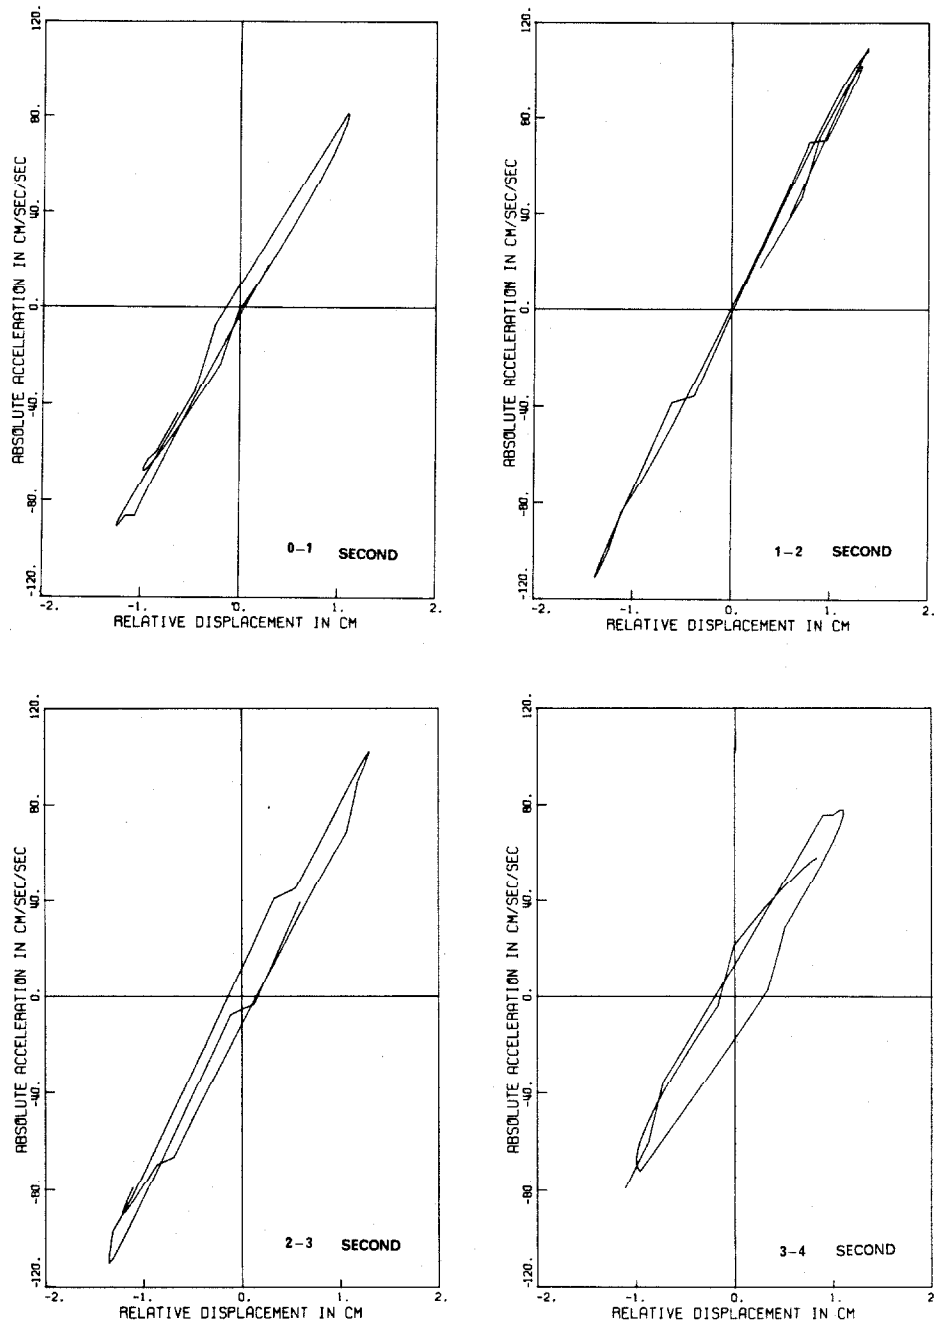 120.
80.
40.
0.
-40.
-80.
-120.
ABSOLUTE ACCELERATION IN CM/SEC/SEC
0-1 SECOND
-2. -1. 0. 1. 2.
RELATIVE DISPLACEMENT IN CM
120.
80.
40.
0.
-40.
-80.
-120.
ABSOLUTE ACCELERATION IN CM/SEC/SEC
1-2 SECOND
-2. -1. 0. 1. 2.
RELATIVE DISPLACEMENT IN CM
120.
80.
40.
0.
-40.
-80.
-120.
ABSOLUTE ACCELERATION IN CM/SEC/SEC
2-3 SECOND
-2. -1. 0. 1. 2.
RELATIVE DISPLACEMENT IN CM
120.
80.
40.
0.
-40.
-80.
-120.
ABSOLUTE ACCELERATION IN CM/SEC/SEC
3-4 SECOND
-2. -1. 0. 1. 2
RELATIVE DISPLACEMENT IN CM